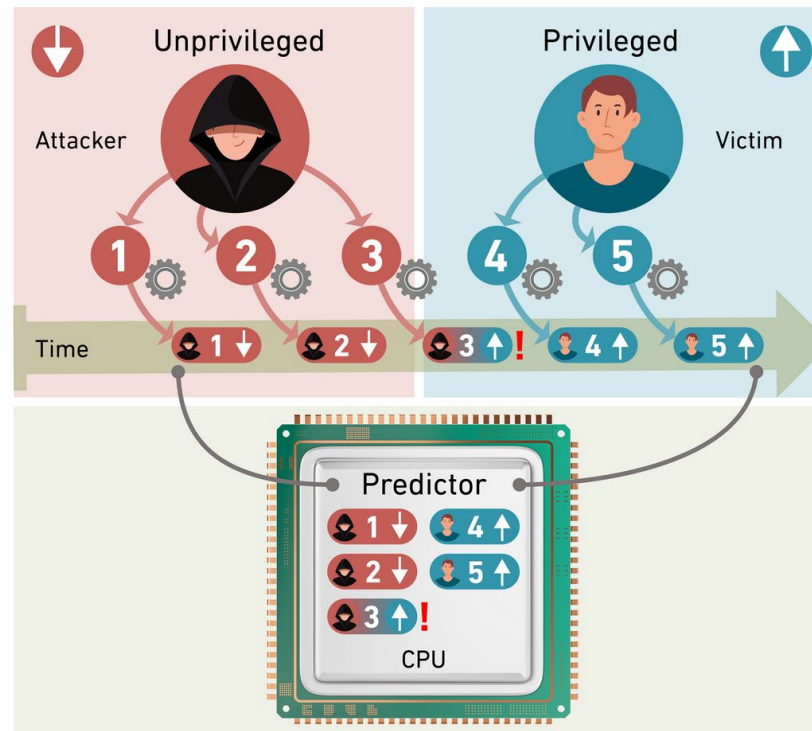 Unprivileged
Privileged
Attacker
Victim
1
2
3
4
5
Time
1
2
3 !
4
5
Predictor
1
4
2
5
3 !
CPU